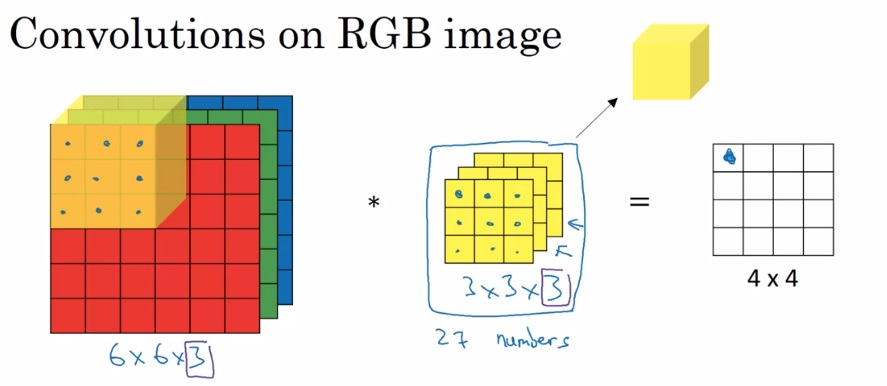 Convolutions on RGB image
*
=
6 x 6 x 3
3 x 3 x 3
27 numbers
4 x 4